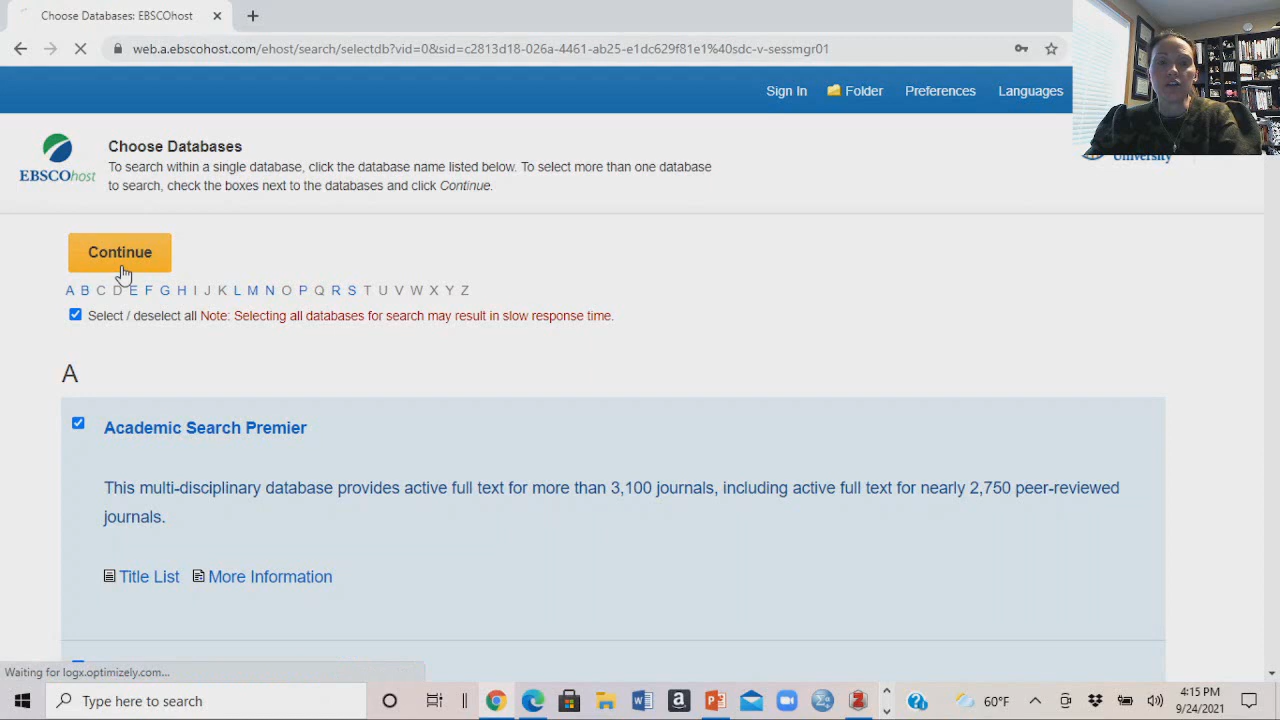 Choose Databases: EBSCOhost
web.a.ebscohost.com/ehost/search/selectdb?vid=0&sid=c2813d18-026a-4461-ab25-e1dc629f81e1%40sdc-v-sessmgr01
Sign In Folder Preferences Languages
EBSCOhost
Choose Databases
To search within a single database, click the database name listed below. To select more than one database
to search, check the boxes next to the databases and click Continue.
University
Continue
A B C D E F G H I J K L M N O P Q R S T U V W X Y Z
Select / deselect all Note: Selecting all databases for search may result in slow response time.
A
Academic Search Premier
This multi-disciplinary database provides active full text for more than 3,100 journals, including active full text for nearly 2,750 peer-reviewed
journals.
Title List More Information
Waiting for logx.optimizely.com...
Type here to search
60°F
4:15 PM
9/24/2021